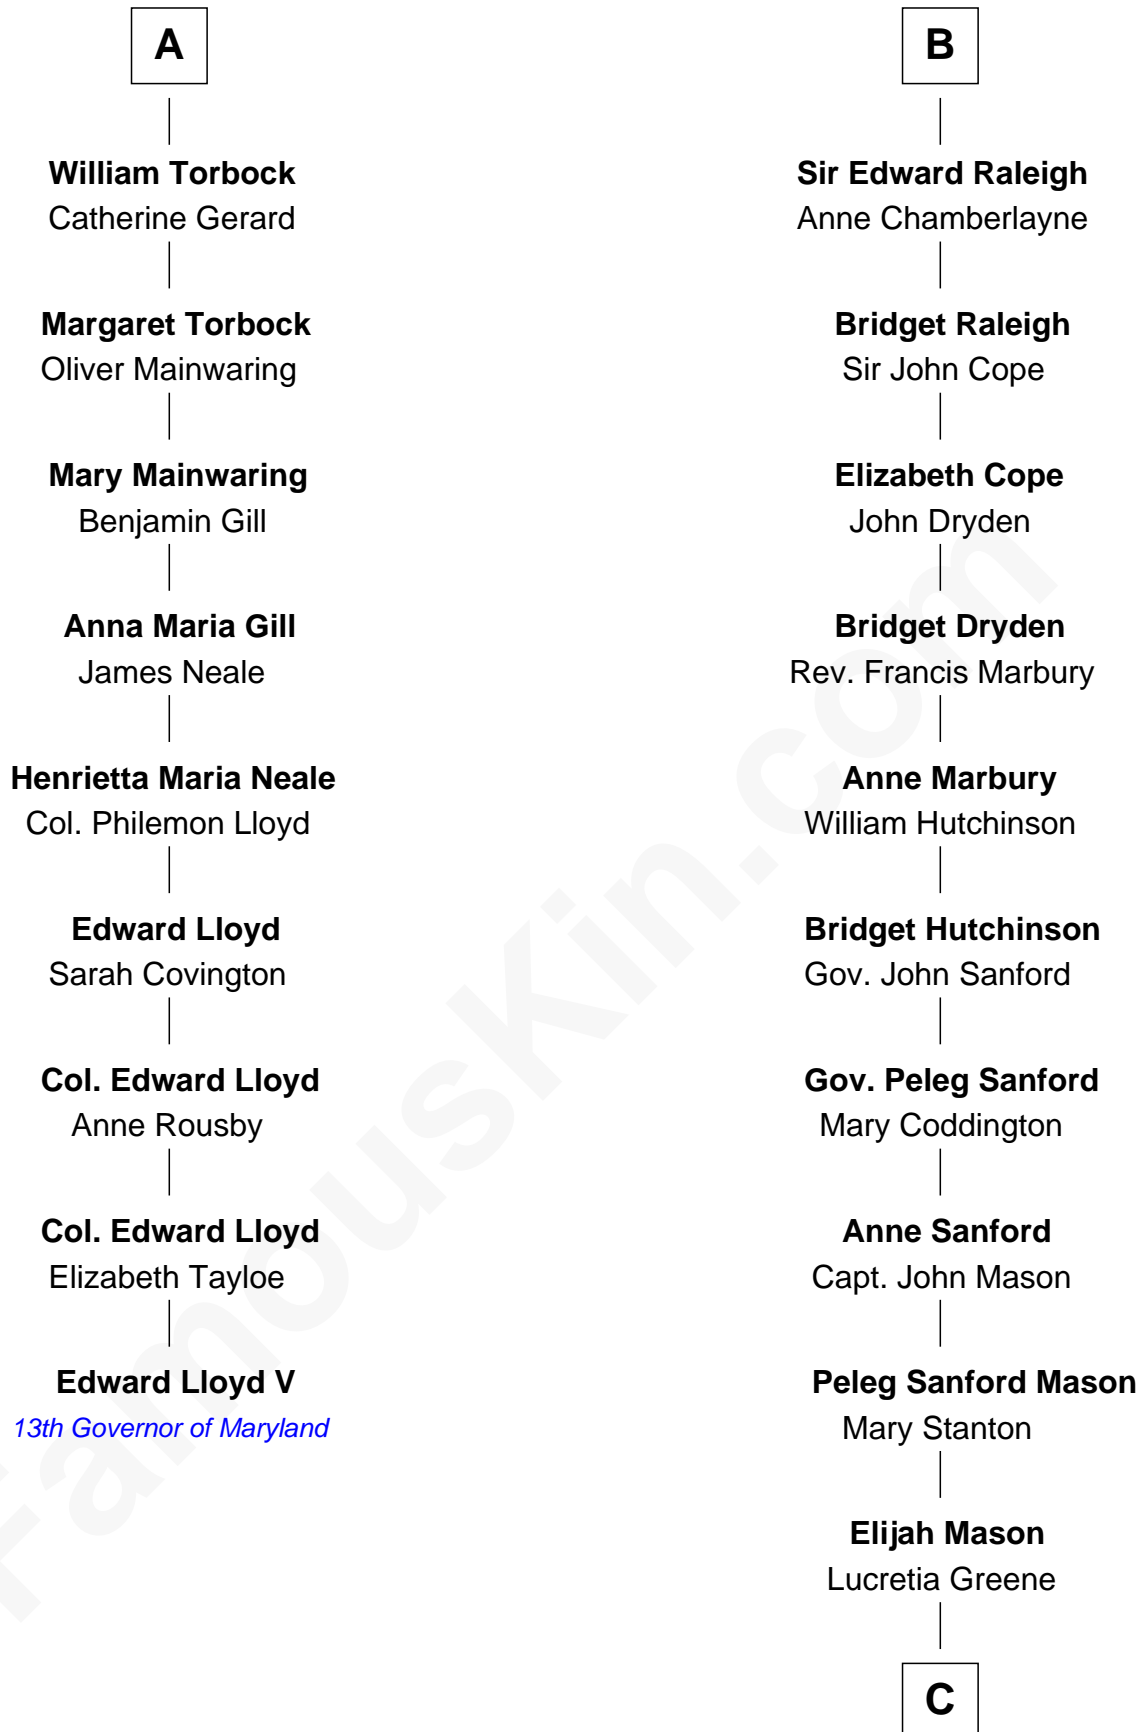 A
William Torbock
Catherine Gerard
Margaret Torbock
Oliver Mainwaring
Mary Mainwaring
Benjamin Gill
Anna Maria Gill
James Neale
Henrietta Maria Neale
Col. Philemon Lloyd
Edward Lloyd
Sarah Covington
Col. Edward Lloyd
Anne Rousby
Col. Edward Lloyd
Elizabeth Tayloe
Edward Lloyd V
13th Governor of Maryland
B
Sir Edward Raleigh
Anne Chamberlayne
Bridget Raleigh
Sir John Cope
Elizabeth Cope
John Dryden
Bridget Dryden
Rev. Francis Marbury
Anne Marbury
William Hutchinson
Bridget Hutchinson
Gov. John Sanford
Gov. Peleg Sanford
Mary Coddington
Anne Sanford
Capt. John Mason
Peleg Sanford Mason
Mary Stanton
Elijah Mason
Lucretia Greene
C
FamousKin.com